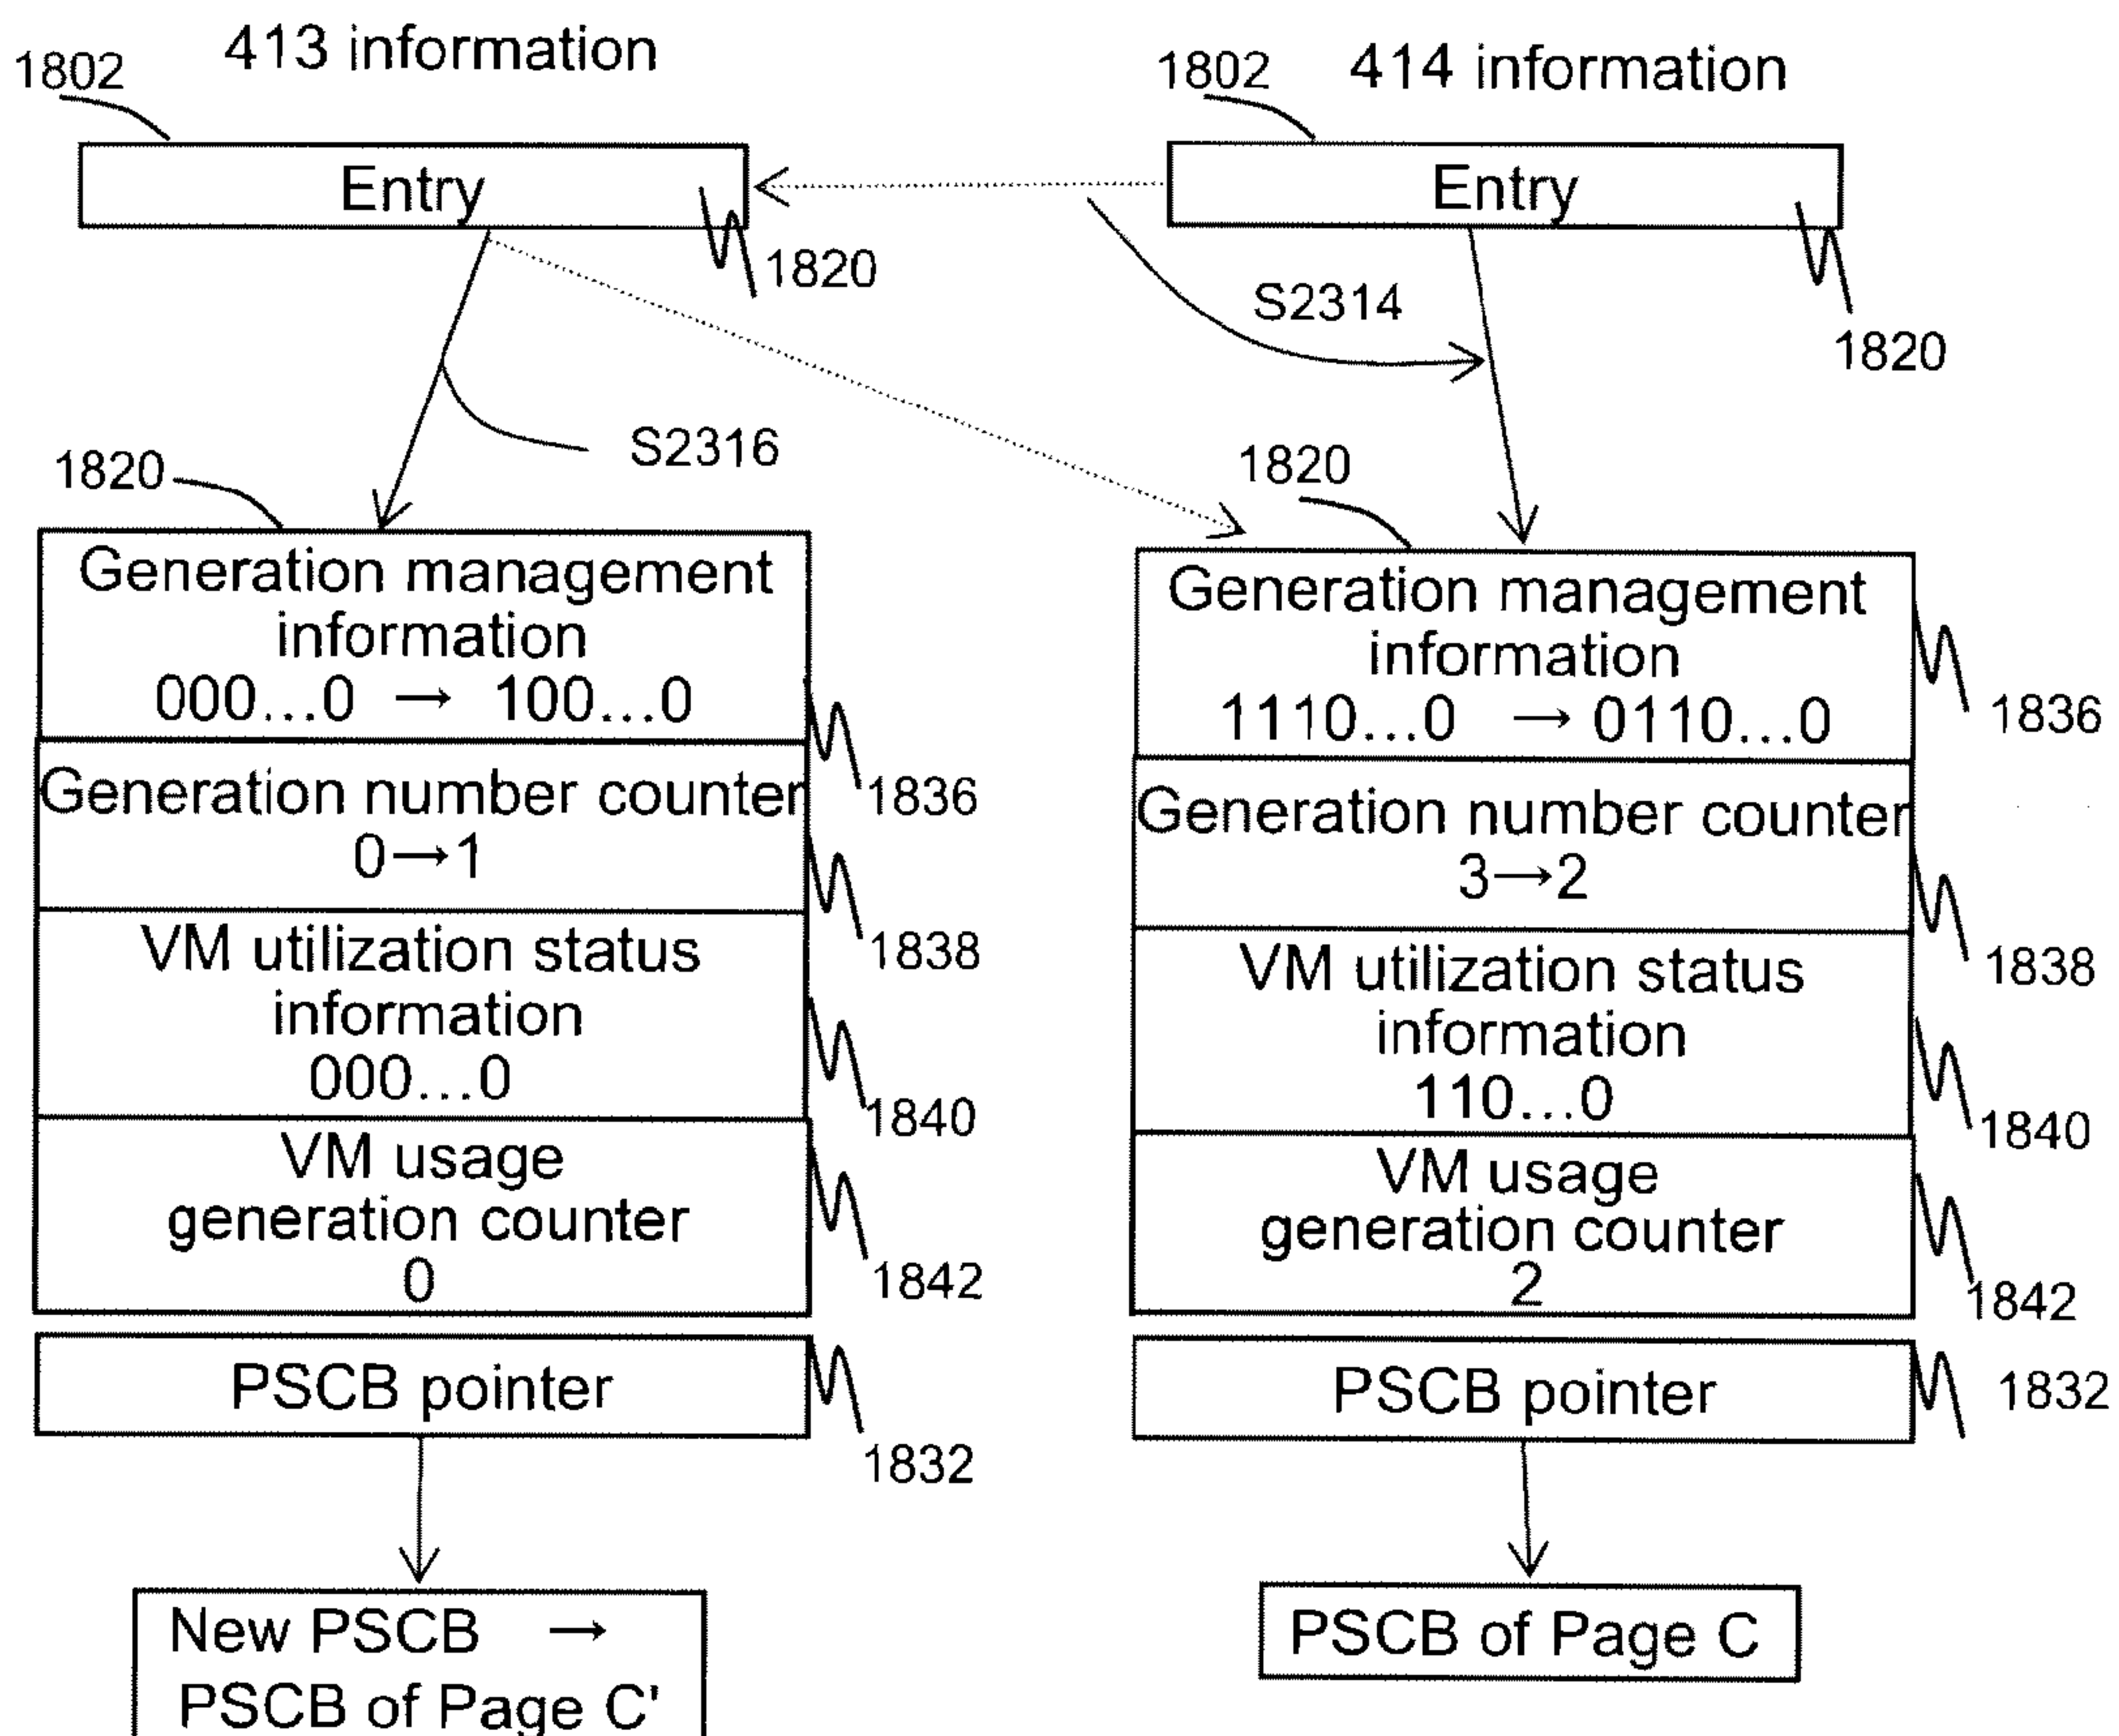 413 information
1802
Entry
1820
S2316
1820
Generation management
information
000...0 → 100...0
1836
Generation number counter
0→1
1838
VM utilization status
information
000...0
1840
VM usage
generation counter
0
1842
PSCB pointer
1832
New PSCB →
PSCB of Page C'
414 information
1802
Entry
1820
S2314
1820
Generation management
information
1110...0 → 0110...0
1836
Generation number counter
3→2
1838
VM utilization status
information
110...0
1840
VM usage
generation counter
2
1842
PSCB pointer
1832
PSCB of Page C